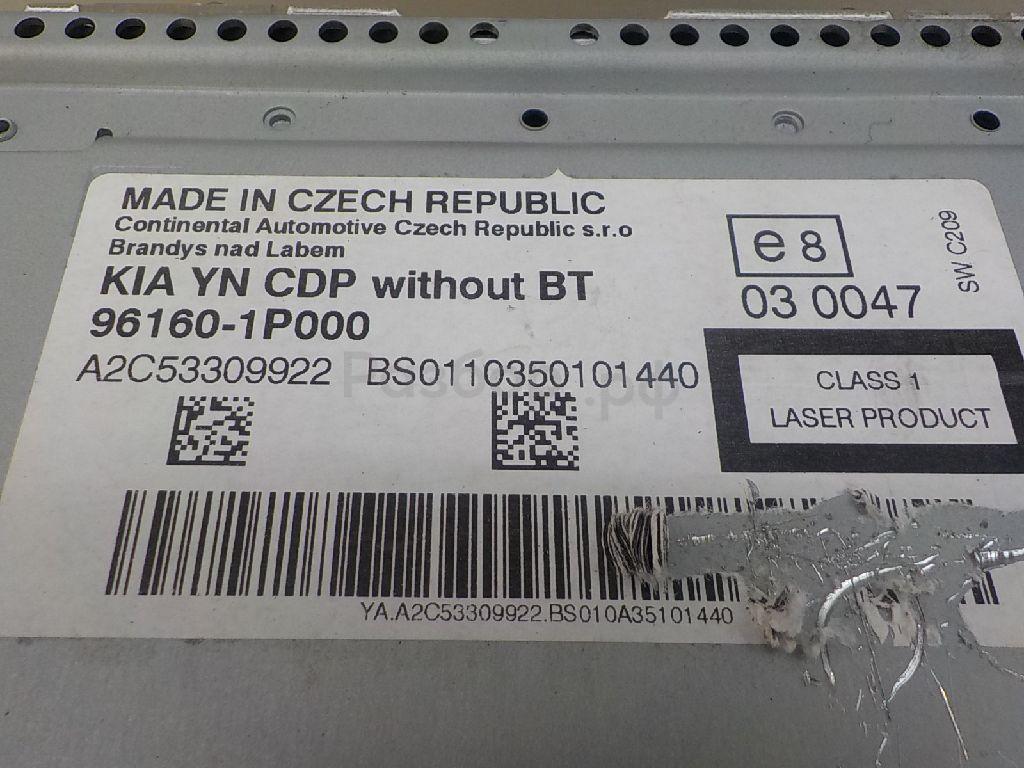 MADE IN CZECH REPUBLIC
Continental Automotive Czech Republic s.r.o
Brandys nad Labem
KIA YN CDP without BT
96160-1P000
A2C53309922 BS0110350101440
e8
03 0047
SW C209
CLASS 1
LASER PRODUCT
YA.A2C53309922.BS010A35101440